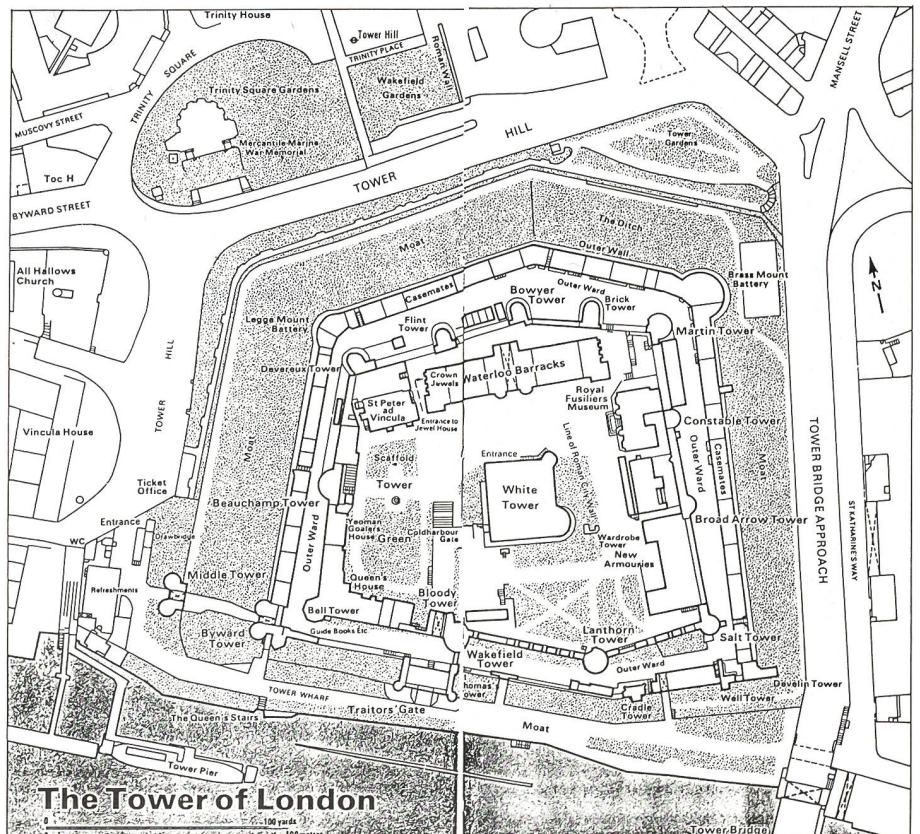 Trinity House
Tower Hill
TRINITY PLACE
Roman Wall
MANSELL STREET
TRINITY SQUARE
Trinity Square Gardens
Wakefield
Gardens
MUSCOVY STREET
Mercantile Marine
War Memorial
HILL
Tower
Gardens
Toc H
TOWER
BYWARD STREET
The Ditch
Moat
Outer Wall
All Hallows
Church
Brass Mount
Battery
N
Casemates
Outer Ward
Bowyer
Tower
Brick
Tower
Legge Mount
Battery
Flint
Tower
Martin Tower
HILL
Devereux Tower
Crown
Jewels
Waterloo Barracks
Royal
Fusiliers
Museum
St Peter
ad
Vincula
Entrance to
Jewel House
Constable Tower
TOWER
Vincula House
Moat
Line of Roman City Wall
Outer Ward
Casemates
Moat
TOWER BRIDGE APPROACH
Scaffold
Entrance
Ticket
Office
Tower
White
Tower
ST KATHARINE'S WAY
Beauchamp Tower
Entrance
Outer Ward
Yeoman
Goalers
House
Green
Coldharbour
Gate
Broad Arrow Tower
WC
Drawbridge
Wardrobe
Tower
New
Armouries
Middle Tower
Refreshments
Queen's
House
Bloody
Tower
Bell Tower
Byward
Tower
Guide Books Etc
Lanthorn
Tower
Salt Tower
Wakefield
Tower
Outer Ward
TOWER WHARF
homas's
ower
Develin Tower
Well Tower
Traitors' Gate
Cradle
Tower
The Queen's Stairs
Moat
Tower Pier
The Tower of London
0 100 yards
Tower Bridge